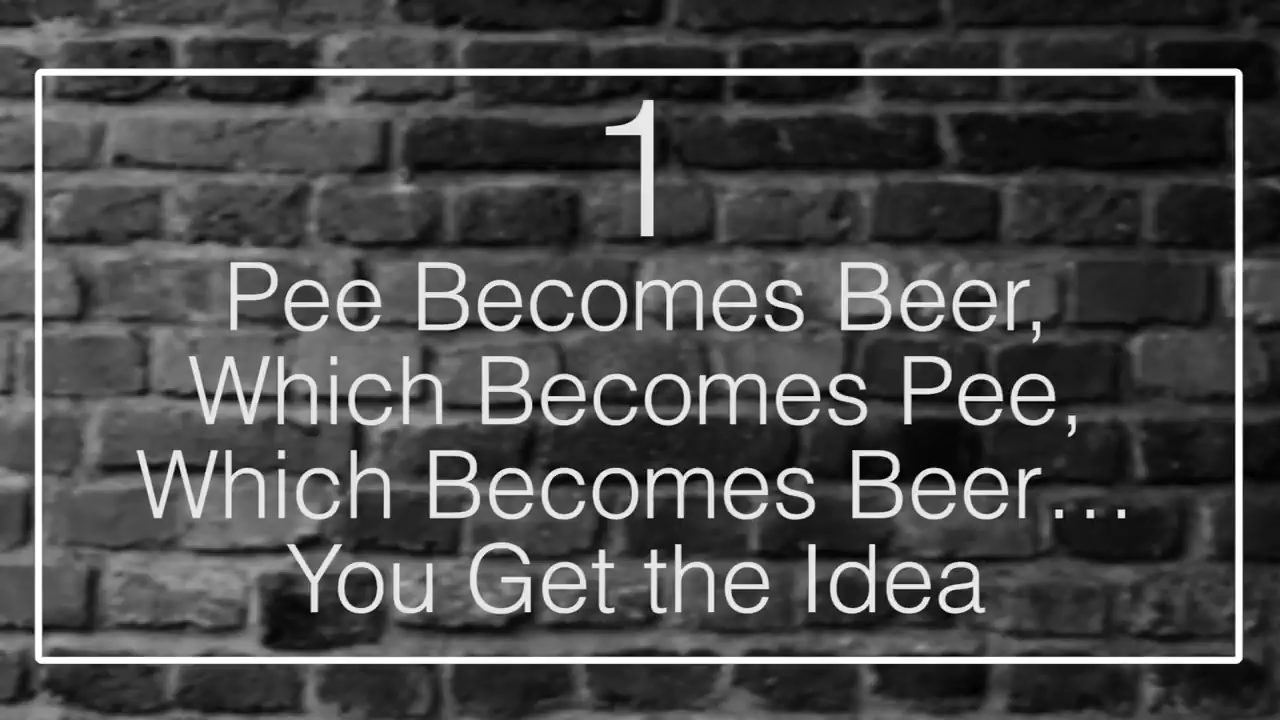 1
Pee Becomes Beer,
Which Becomes Pee,
Which Becomes Beer…
You Get the Idea